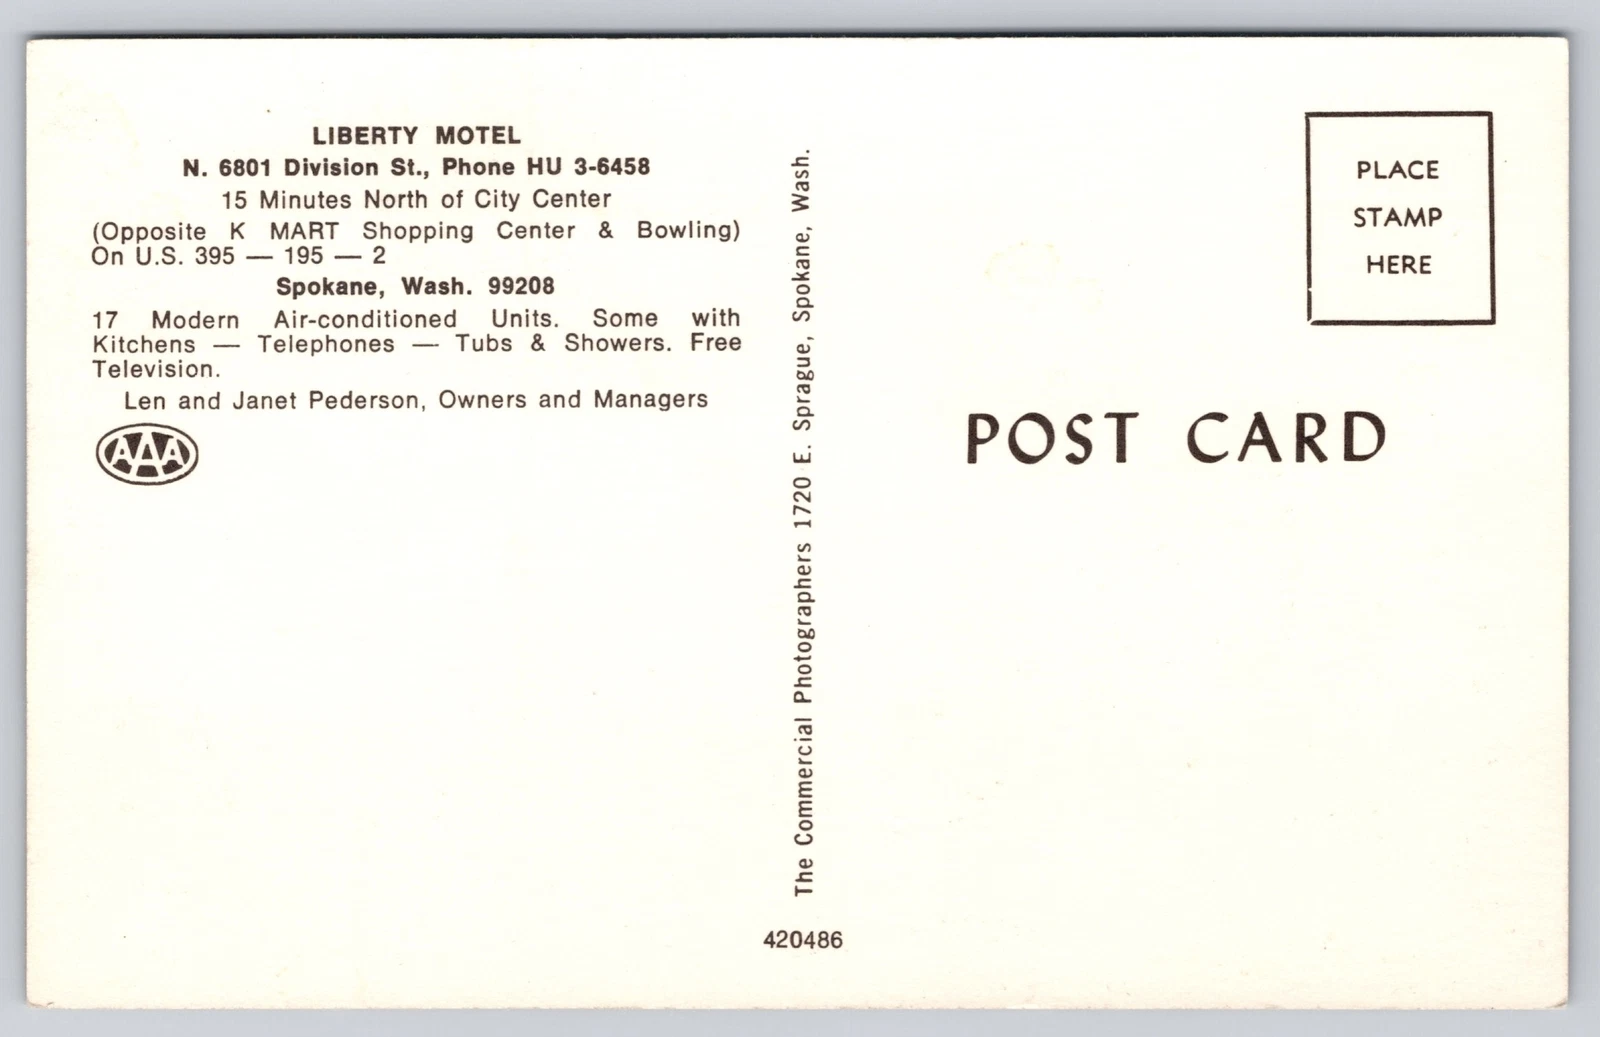 LIBERTY MOTEL
N. 6801 Division St., Phone HU 3-6458
15 Minutes North of City Center
(Opposite K MART Shopping Center & Bowling)
On U.S. 395 — 195 — 2
Spokane, Wash. 99208
17 Modern Air-conditioned Units. Some with
Kitchens — Telephones — Tubs & Showers. Free
Television.
Len and Janet Pederson, Owners and Managers
AAA
The Commercial Photographers 1720 E. Sprague, Spokane, Wash.
420486
PLACE
STAMP
HERE
POST CARD